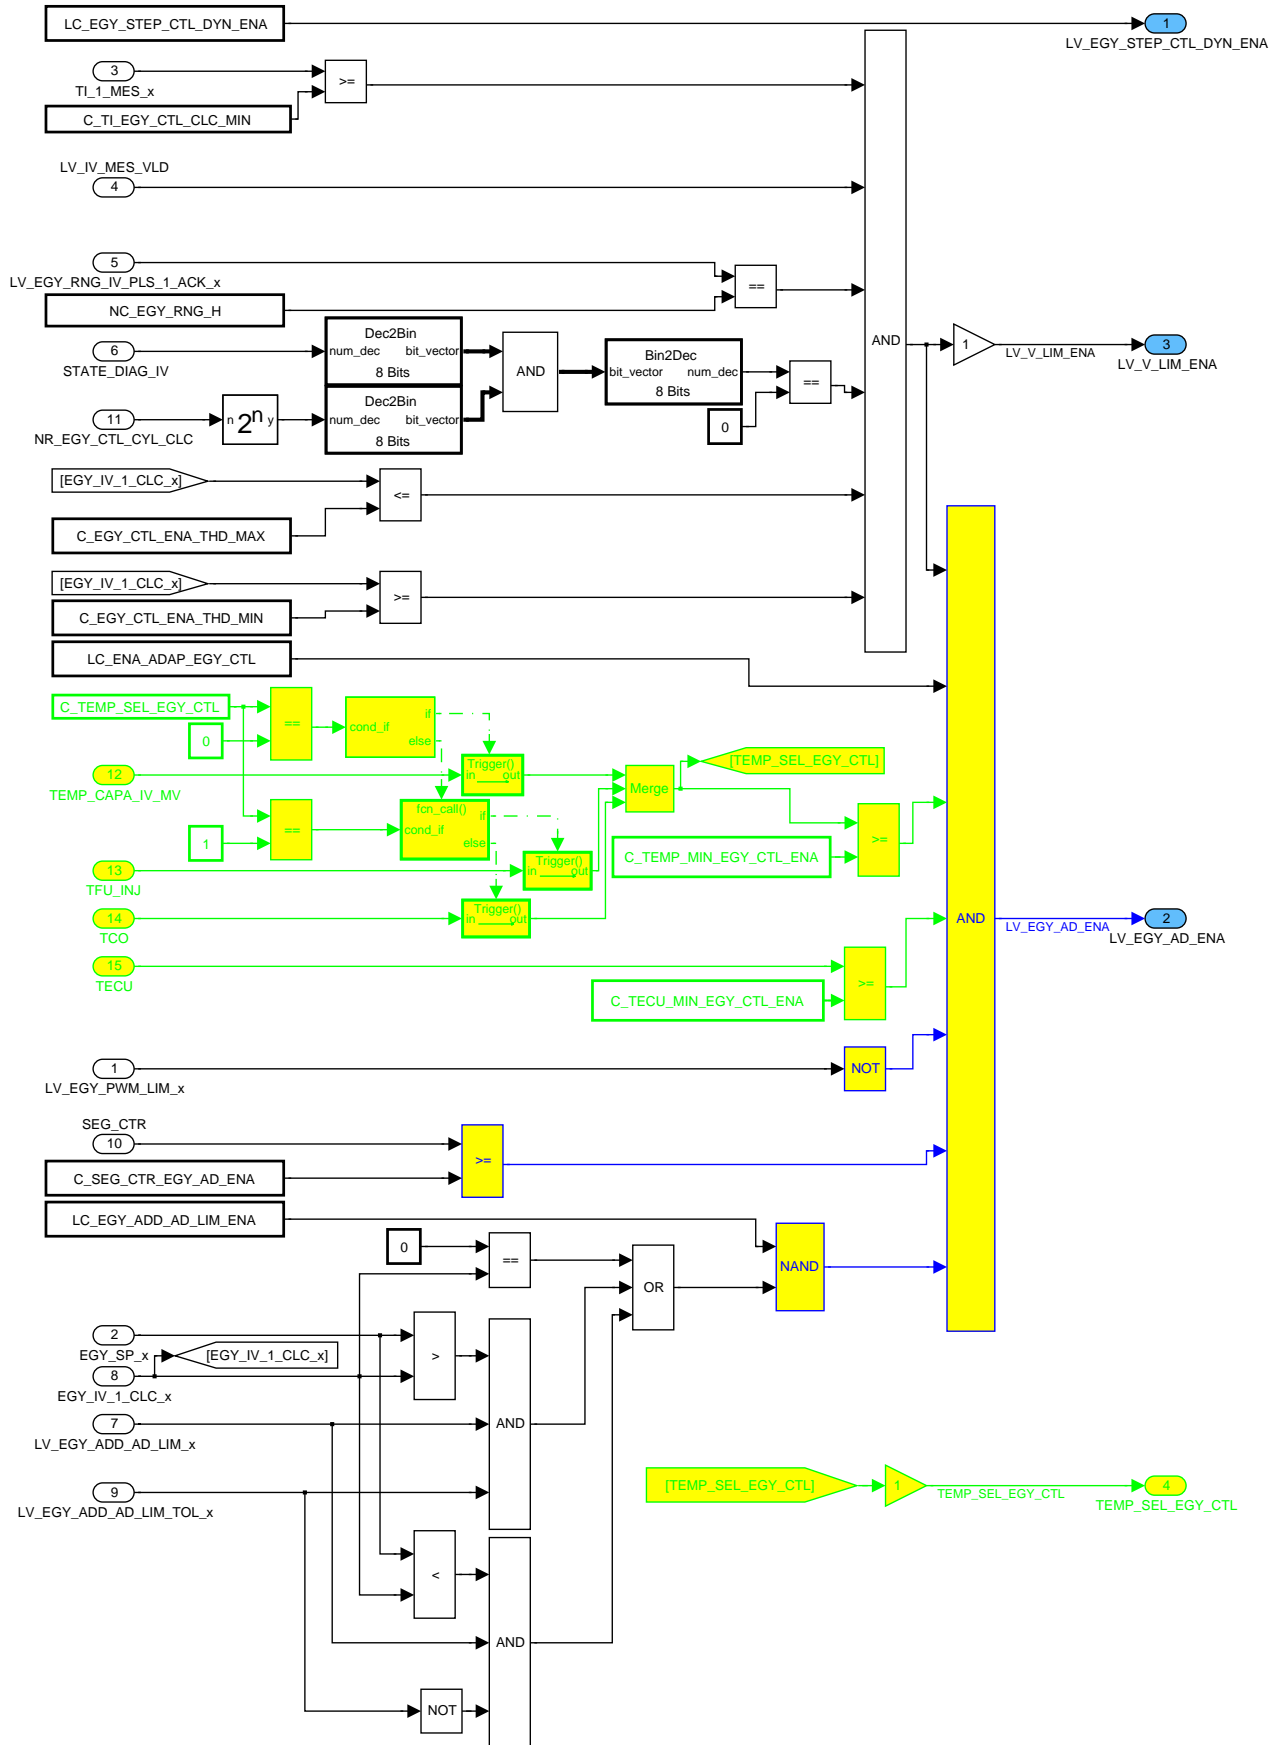 LC_EGY_STEP_CTL_DYN_ENA
1
LV_EGY_STEP_CTL_DYN_ENA
3
TI_1_MES_x
>=
C_TI_EGY_CTL_CLC_MIN
LV_IV_MES_VLD
4
5
LV_EGY_RNG_IV_PLS_1_ACK_x
==
NC_EGY_RNG_H
6
STATE_DIAG_IV
Dec2Bin
num_dec bit_vector
8 Bits
AND
Bin2Dec
bit_vector num_dec
8 Bits
==
0
AND
1
LV_V_LIM_ENA
3
LV_V_LIM_ENA
11
NR_EGY_CTL_CYL_CLC
n 2^n y
Dec2Bin
num_dec bit_vector
8 Bits
[EGY_IV_1_CLC_x]
<=
C_EGY_CTL_ENA_THD_MAX
[EGY_IV_1_CLC_x]
>=
C_EGY_CTL_ENA_THD_MIN
LC_ENA_ADAP_EGY_CTL
C_TEMP_SEL_EGY_CTL
==
0
cond_if if
else
12
TEMP_CAPA_IV_MV
Trigger()
in out
Merge
[TEMP_SEL_EGY_CTL]
1
==
fcn_call()
cond_if if
else
C_TEMP_MIN_EGY_CTL_ENA
>=
13
TFU_INJ
Trigger()
in out
14
TCO
Trigger()
in out
AND
LV_EGY_AD_ENA
2
LV_EGY_AD_ENA
15
TECU
>=
C_TECU_MIN_EGY_CTL_ENA
1
LV_EGY_PWM_LIM_x
NOT
SEG_CTR
10
>=
C_SEG_CTR_EGY_AD_ENA
LC_EGY_ADD_AD_LIM_ENA
0
==
OR
NAND
2
EGY_SP_x
[EGY_IV_1_CLC_x]
>
8
EGY_IV_1_CLC_x
7
LV_EGY_ADD_AD_LIM_x
AND
9
LV_EGY_ADD_AD_LIM_TOL_x
[TEMP_SEL_EGY_CTL]
1
TEMP_SEL_EGY_CTL
4
TEMP_SEL_EGY_CTL
<
AND
NOT